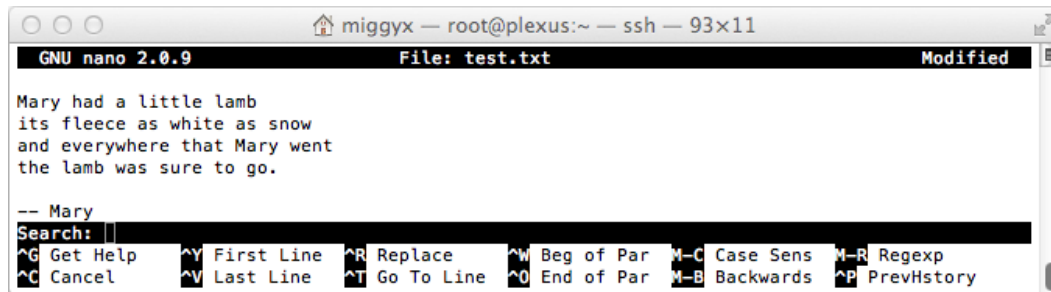 miggyx — root@plexus:~ — ssh — 93×11
GNU nano 2.0.9 File: test.txt Modified
Mary had a little lamb
its fleece as white as snow
and everywhere that Mary went
the lamb was sure to go.
-- Mary
Search:
^G Get Help ^Y First Line ^R Replace ^W Beg of Par M-C Case Sens M-R Regexp
^C Cancel ^V Last Line ^T Go To Line ^O End of Par M-B Backwards ^P PrevHstory